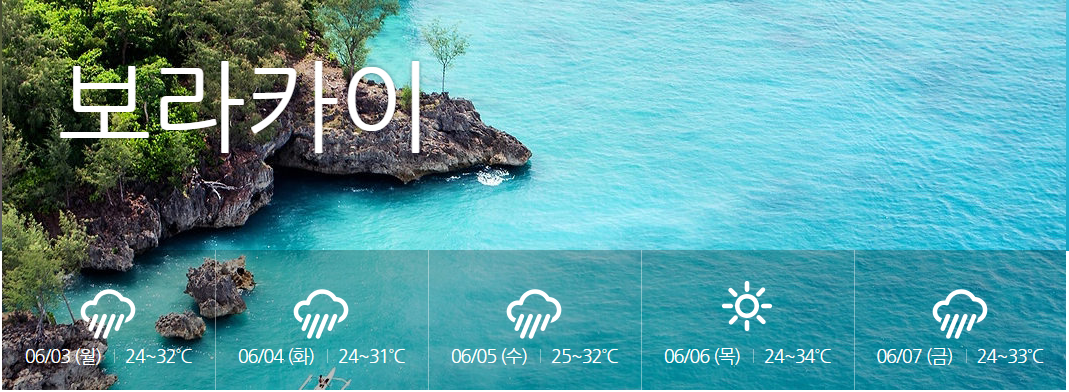 보라카이
06/03 (월) | 24~32℃
06/04 (화) | 24~31℃
06/05 (수) | 25~32℃
06/06 (목) | 24~34℃
06/07 (금) | 24~33℃